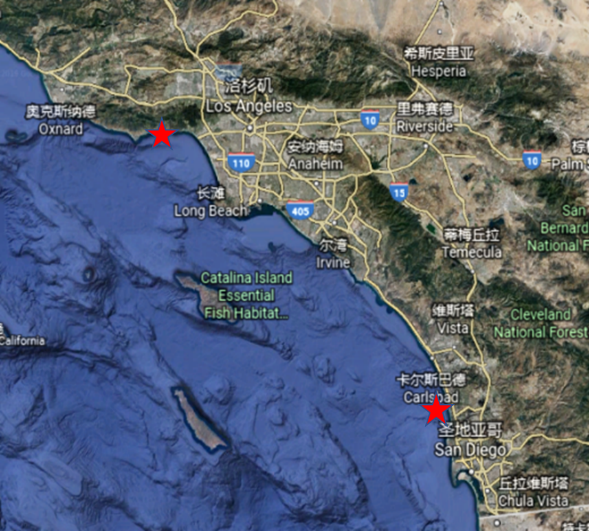 希斯皮里亚
Hesperia
洛杉矶
Los Angeles
奥克斯纳德
Oxnard
10
里弗赛德
Riverside
安纳海姆
Anaheim
110
10
Palm
15
长滩
Long Beach
405
尔湾
Irvine
蒂梅丘拉
Temecula
San
Bernard
National F
Catalina Island
Essential
Fish Habitat...
维斯塔
Vista
Cleveland
National Forest
California
卡尔斯巴德
Carlsbad
圣地亚哥
San Diego
丘拉维斯塔
Chula Vista